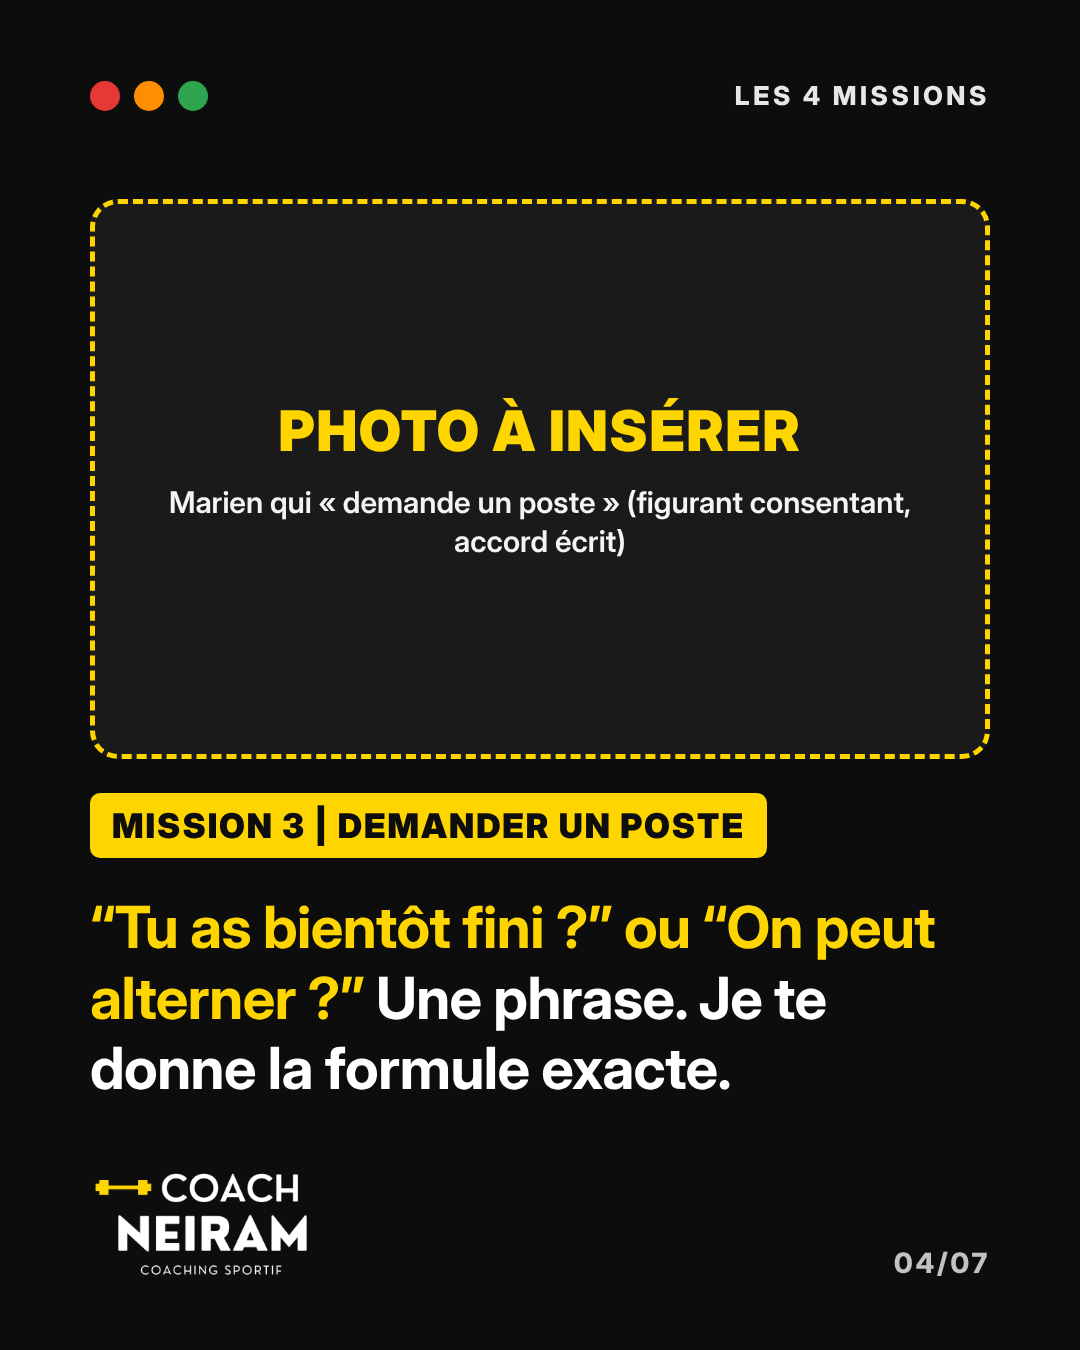 LES 4 MISSIONS
PHOTO À INSÉRER
Marien qui « demande un poste » (figurant consentant,
accord écrit)
MISSION 3 | DEMANDER UN POSTE
“Tu as bientôt fini ?” ou “On peut
alterner ?” Une phrase. Je te
donne la formule exacte.
COACH
NEIRAM
COACHING SPORTIF
04/07